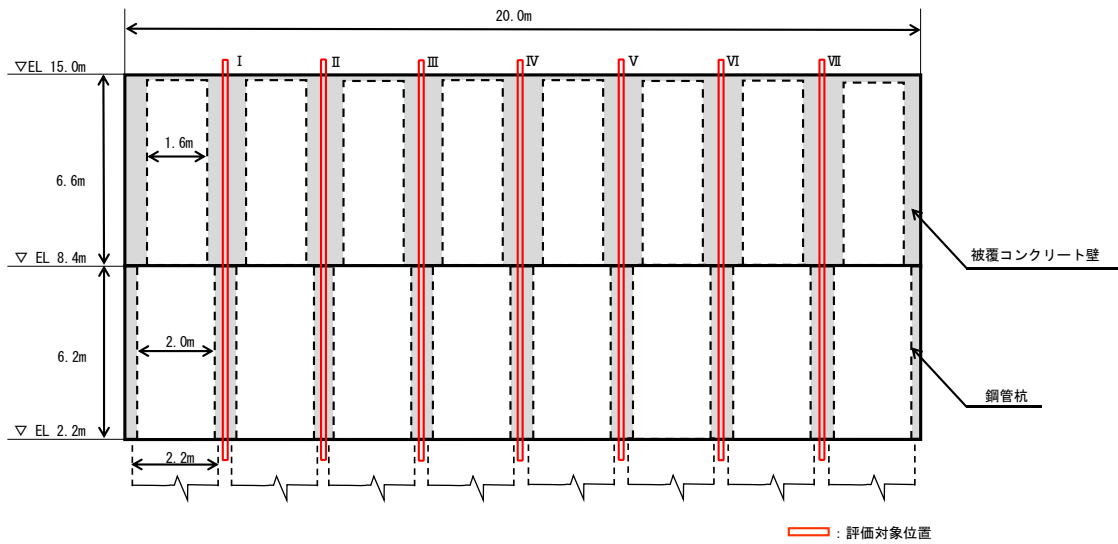 20.0m
▽EL 15.0m
Ⅰ
Ⅱ
Ⅲ
Ⅳ
Ⅴ
Ⅵ
Ⅶ
1.6m
6.6m
被覆コンクリート壁
▽ EL 8.4m
2.0m
6.2m
鋼管杭
▽ EL 2.2m
2.2m
：評価対象位置